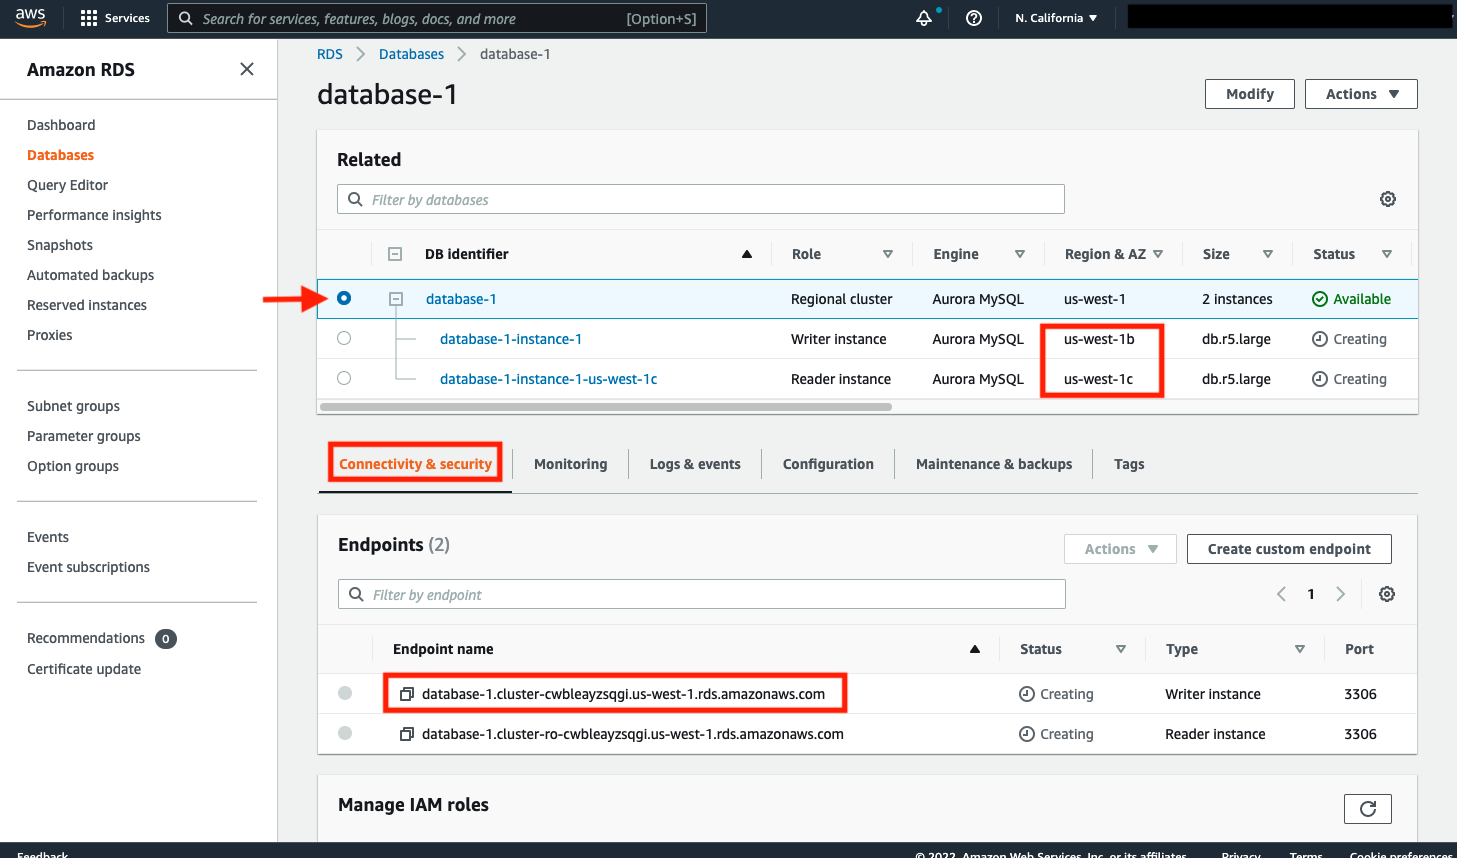 aws Services Search for services, features, blogs, docs, and more [Option+S] N. California
Amazon RDS
Dashboard
Databases
Query Editor
Performance insights
Snapshots
Automated backups
Reserved instances
Proxies
Subnet groups
Parameter groups
Option groups
Events
Event subscriptions
Recommendations 0
Certificate update
RDS Databases database-1
database-1
Modify Actions
Related
Filter by databases
DB identifier Role Engine Region & AZ Size Status
database-1 Regional cluster Aurora MySQL us-west-1 2 instances Available
database-1-instance-1 Writer instance Aurora MySQL us-west-1b db.r5.large Creating
database-1-instance-1-us-west-1c Reader instance Aurora MySQL us-west-1c db.r5.large Creating
Connectivity & security Monitoring Logs & events Configuration Maintenance & backups Tags
Endpoints (2)
Actions Create custom endpoint
Filter by endpoint 1
Endpoint name Status Type Port
database-1.cluster-cwbleayzsqgi.us-west-1.rds.amazonaws.com Creating Writer instance 3306
database-1.cluster-ro-cwbleayzsqgi.us-west-1.rds.amazonaws.com Creating Reader instance 3306
Manage IAM roles
Feedback © 2022, Amazon Web Services, Inc. or its affiliates. Privacy Terms Cookie preferences